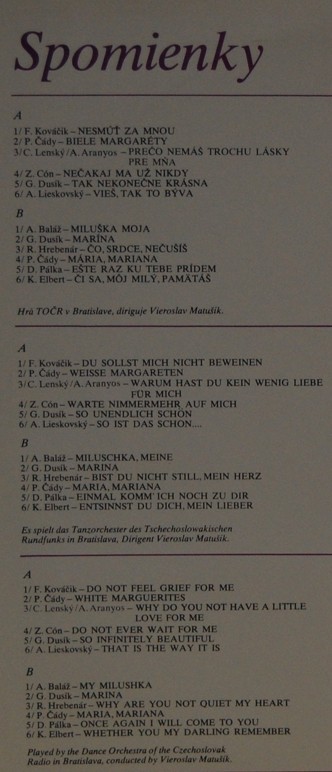 Spomienky
A
1/ F. Kováčik – NESMÚŤ ZA MNOU
2/ P. Čády – BIELE MARGARÉTY
3/ C. Lenský/A. Aranyos – PREČO NEMÁŠ TROCHU LÁSKY
PRE MŇA
4/ Z. Cón – NEČAKAJ MA UŽ NIKDY
5/ G. Dusík – TAK NEKONEČNE KRÁSNA
6/ A. Lieskovský – VIEŠ, TAK TO BÝVA
B
1/ A. Baláž – MILUŠKA MOJA
2/ G. Dusík – MARÍNA
3/ R. Hrebenár – ČO, SRDCE, NEČUŠÍŠ
4/ P. Čády – MÁRIA, MARIANA
5/ D. Pálka – EŠTE RAZ KU TEBE PRÍDEM
6/ K. Elbert – ČI SA, MÔJ MILÝ, PAMÄTÁŠ
Hrá TOČR v Bratislave, diriguje Vieroslav Matušík.
A
1/ F. Kováčik – DU SOLLST MICH NICHT BEWEINEN
2/ P. Čády – WEISSE MARGARETEN
3/ C. Lenský/A. Aranyos – WARUM HAST DU KEIN WENIG LIEBE
FÜR MICH
4/ Z. Cón – WARTE NIMMERMEHR AUF MICH
5/ G. Dusík – SO UNENDLICH SCHÖN
6/ A. Lieskovský – SO IST DAS SCHON....
B
1/ A. Baláž – MILUSCHKA, MEINE
2/ G. Dusík – MARINA
3/ R. Hrebenár – BIST DU NICHT STILL, MEIN HERZ
4/ P. Čády – MARIA, MARIANA
5/ D. Pálka – EINMAL KOMM' ICH NOCH ZU DIR
6/ K. Elbert – ENTSINNST DU DICH, MEIN LIEBER
Es spielt das Tanzorchester des Tschechoslowakischen
Rundfunks in Bratislava, Dirigent Vieroslav Matušík.
A
1/ F. Kováčik – DO NOT FEEL GRIEF FOR ME
2/ P. Čády – WHITE MARGUERITES
3/ C. Lenský/A. Aranyos – WHY DO YOU NOT HAVE A LITTLE
LOVE FOR ME
4/ Z. Cón – DO NOT EVER WAIT FOR ME
5/ G. Dusík – SO INFINITELY BEAUTIFUL
6/ A. Lieskovský – THAT IS THE WAY IT IS
B
1/ A. Baláž – MY MILUSHKA
2/ G. Dusík – MARINA
3/ R. Hrebenár – WHY ARE YOU NOT QUIET MY HEART
4/ P. Čády – MARIA, MARIANA
5/ D. Pálka – ONCE AGAIN I WILL COME TO YOU
6/ K. Elbert – WHETHER YOU MY DARLING REMEMBER
Played by the Dance Orchestra of the Czechoslovak
Radio in Bratislava, conducted by Vieroslav Matušík.